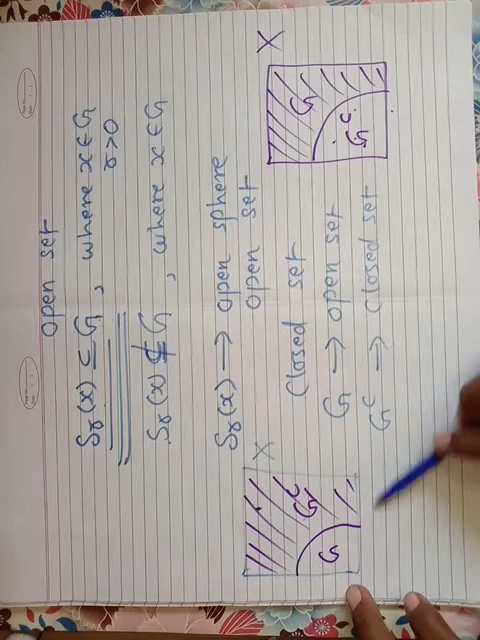 open set
Sr(x) ⊆ G, where x ∈ G
r>0
Sr(x) ⊈ G, where x ∈ G
Sr(x) → open sphere
open set
Closed set
G → open set
Gᶜ → closed set
X
G
Gᶜ
X
G
Gᶜ